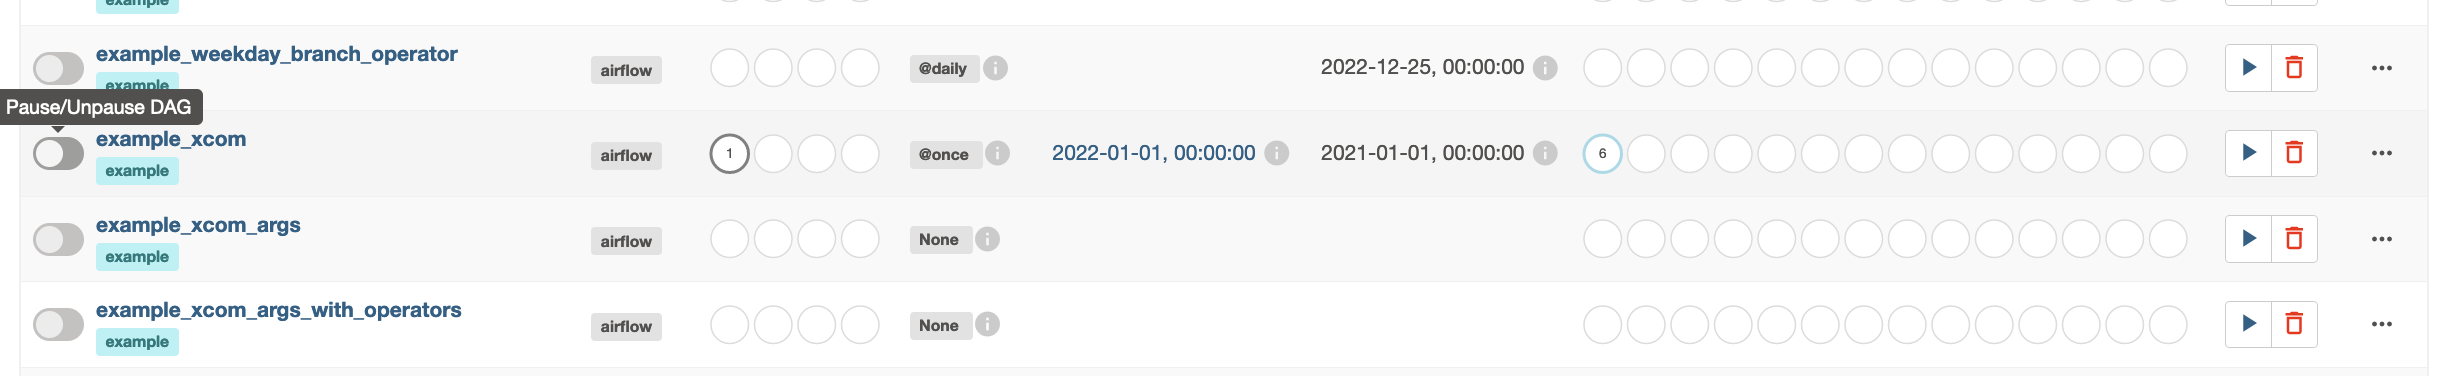 example
example_weekday_branch_operator
example
airflow
@daily
2022-12-25, 00:00:00
Pause/Unpause DAG
example_xcom
example
airflow
1
@once
2022-01-01, 00:00:00
2021-01-01, 00:00:00
6
example_xcom_args
example
airflow
None
example_xcom_args_with_operators
example
airflow
None